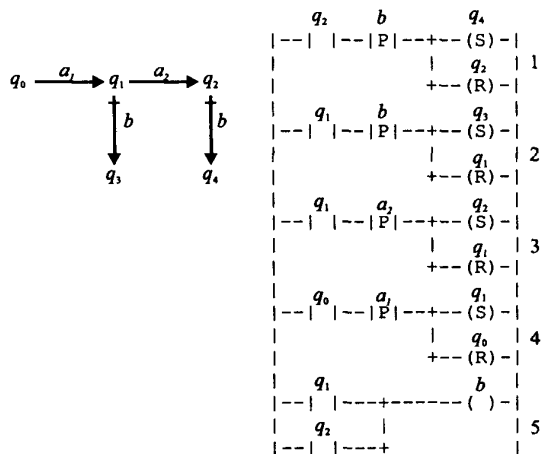 q₀ a₁ q₁ a₂ q₂
b b
q₃ q₄
q₂ b q₄
|--| |--|P|--+--(S)-|
q₂
+--(R)-| 1
q₁ b q₃
|--| |--|P|--+--(S)-|
q₁
+--(R)-| 2
q₁ a₂ q₂
|--| |--|P|--+--(S)-|
q₁
+--(R)-| 3
q₀ a₁ q₁
|--| |--|P|--+--(S)-|
q₀
+--(R)-| 4
q₁ b
|--| |---+-------( )-|
q₂
|--| |---+ 5